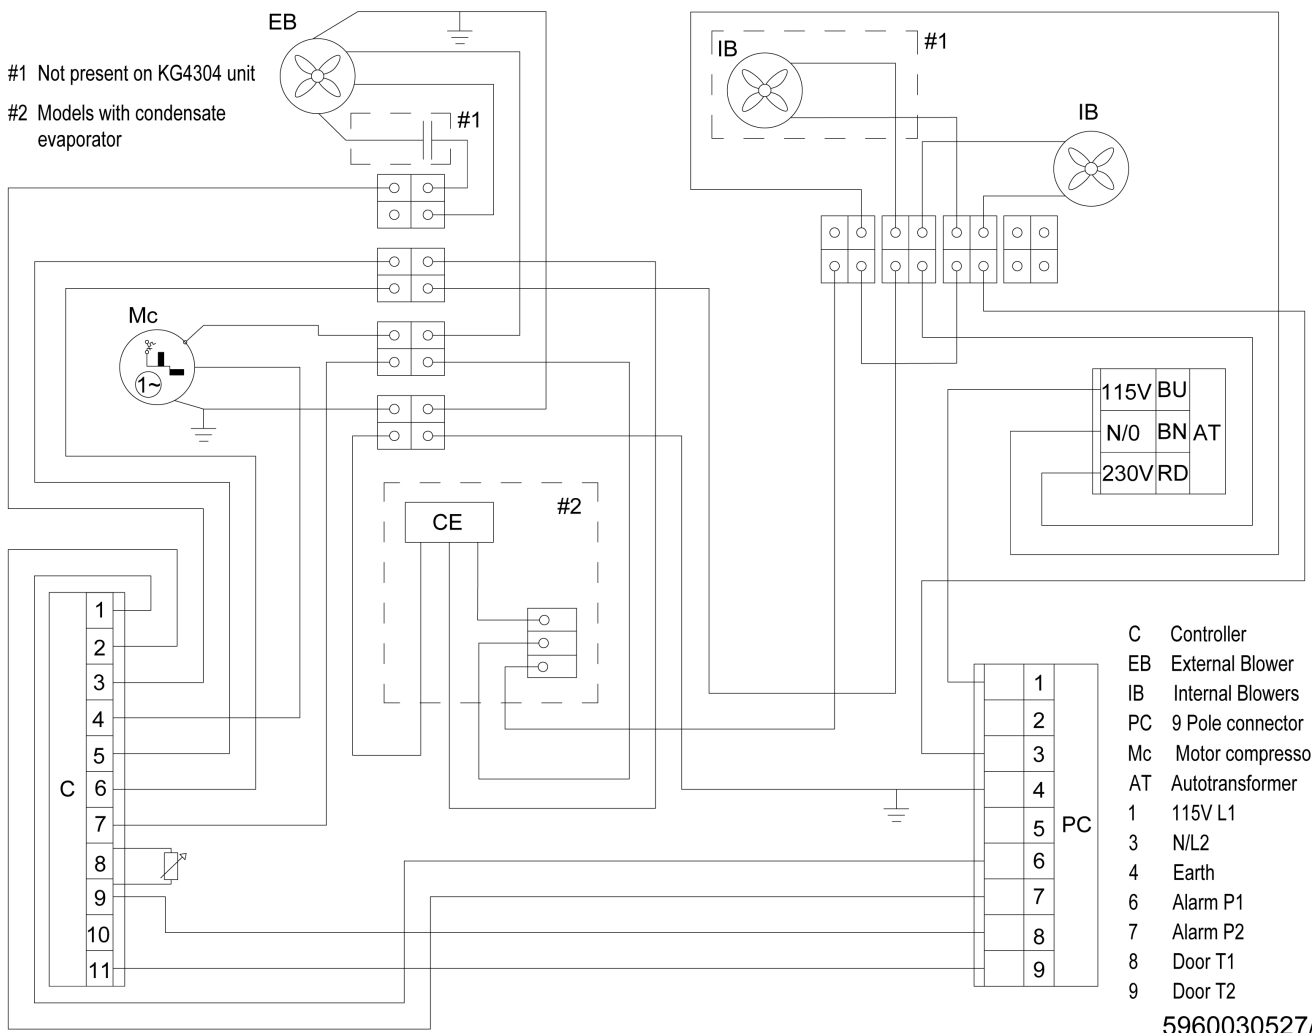 EB
#1 Not present on KG4304 unit
#2 Models with condensate
evaporator
#1
IB
#1
IB
Mc
1~
115V BU
N/0 BN AT
230V RD
CE
#2
C
1
2
3
4
5
6
7
8
9
10
11
1
2
3
4
5
6
7
8
9
PC
C Controller
EB External Blower
IB Internal Blowers
PC 9 Pole connector
Mc Motor compresso
AT Autotransformer
1 115V L1
3 N/L2
4 Earth
6 Alarm P1
7 Alarm P2
8 Door T1
9 Door T2
5960030527/